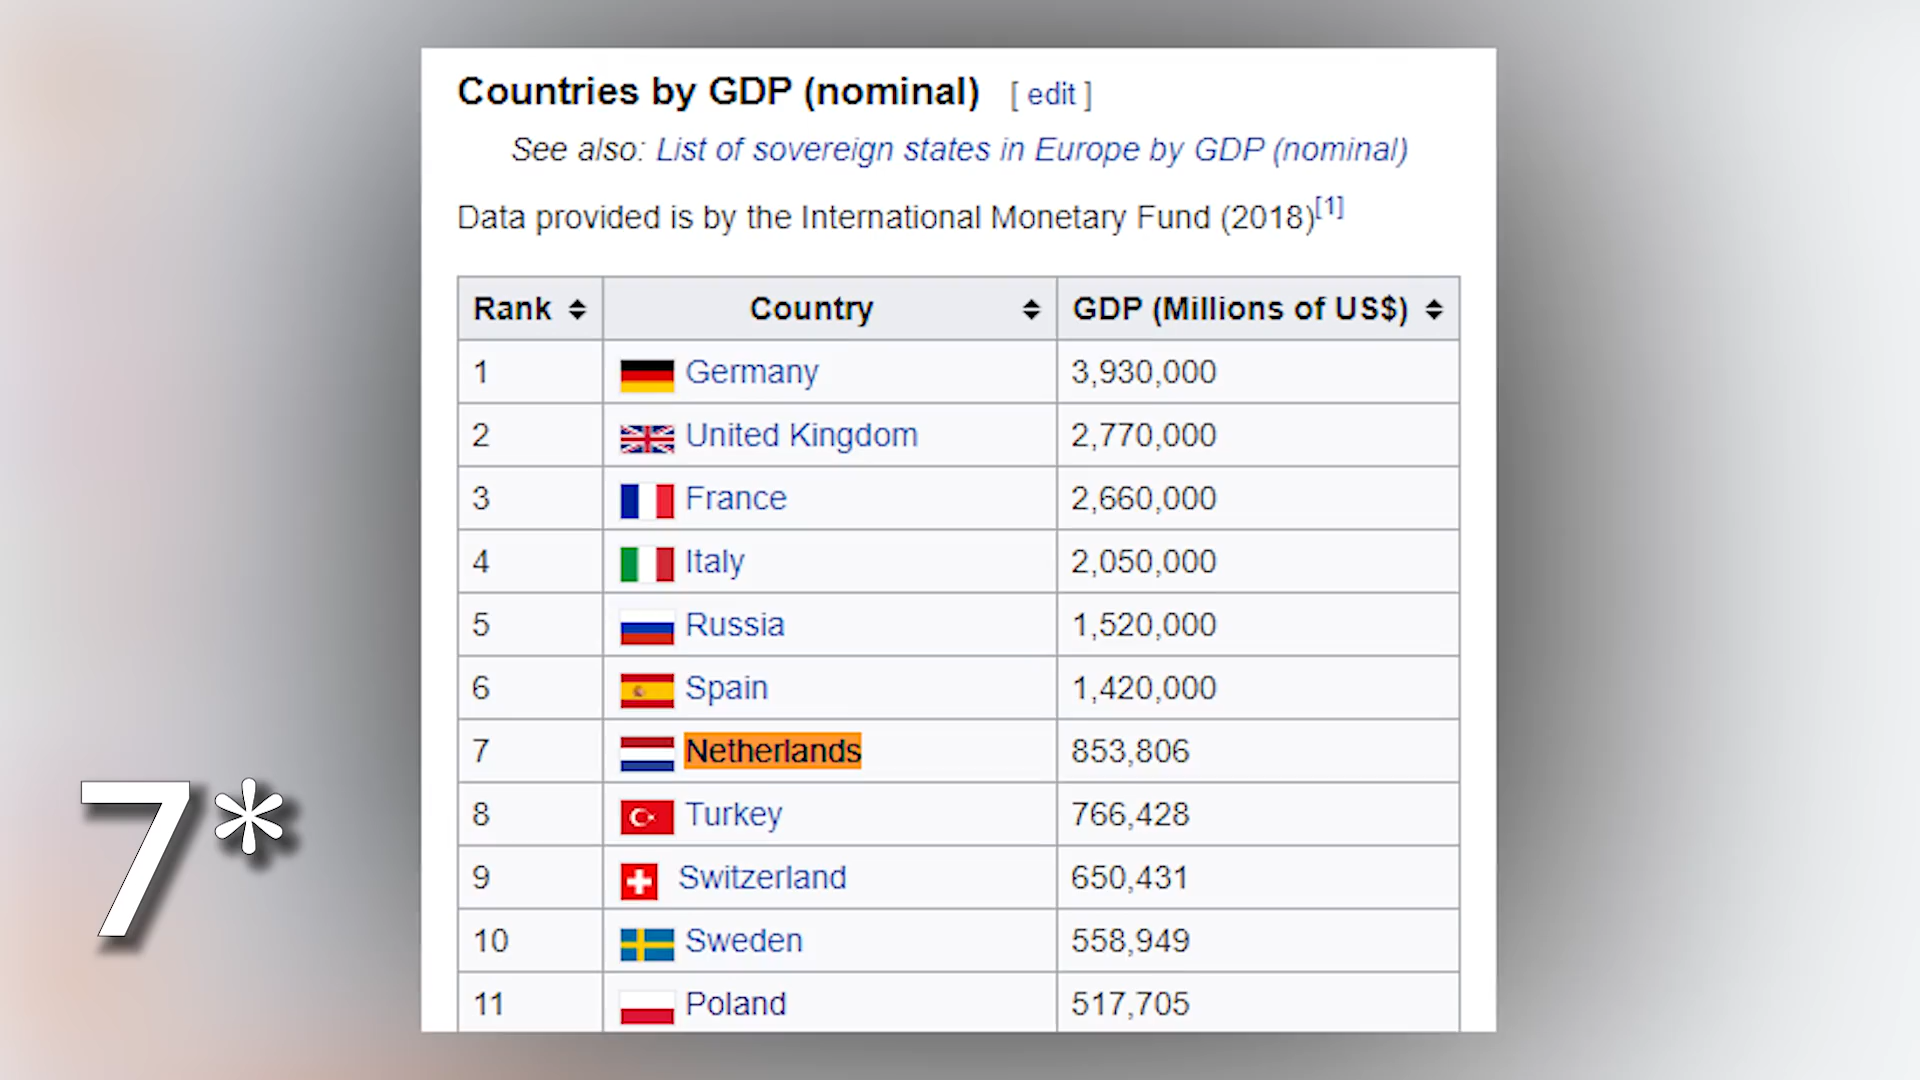 Countries by GDP (nominal) [ edit ]
See also: List of sovereign states in Europe by GDP (nominal)
Data provided is by the International Monetary Fund (2018)[1]
Rank Country GDP (Millions of US$)
1 Germany 3,930,000
2 United Kingdom 2,770,000
3 France 2,660,000
4 Italy 2,050,000
5 Russia 1,520,000
6 Spain 1,420,000
7 Netherlands 853,806
8 Turkey 766,428
9 Switzerland 650,431
10 Sweden 558,949
11 Poland 517,705
7*